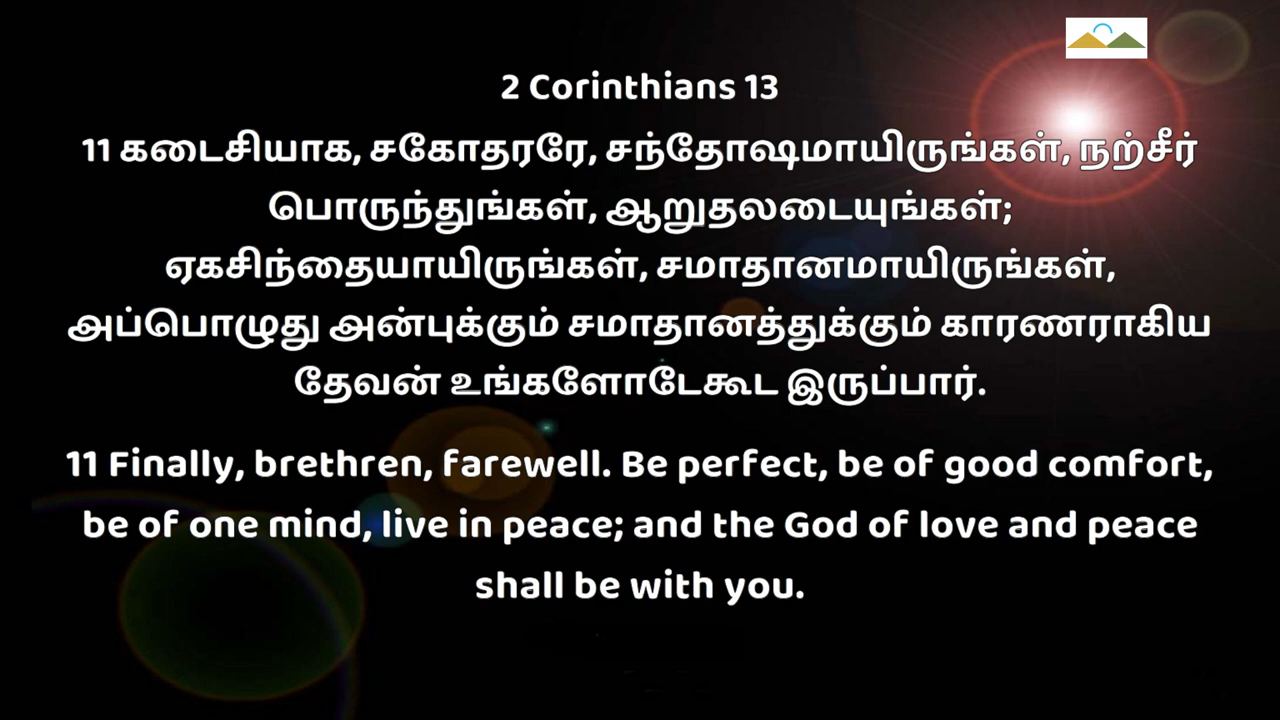 2 Corinthians 13
11 கடைசியாக, சகோதரரே, சந்தோஷமாயிருங்கள், நற்சீர்
பொருந்துங்கள், ஆறுதலடையுங்கள்;
ஏகசிந்தையாயிருங்கள், சமாதானமாயிருங்கள்,
அப்பொழுது அன்புக்கும் சமாதானத்துக்கும் காரணராகிய
தேவன் உங்களோடேகூட இருப்பார்.
11 Finally, brethren, farewell. Be perfect, be of good comfort,
be of one mind, live in peace; and the God of love and peace
shall be with you.